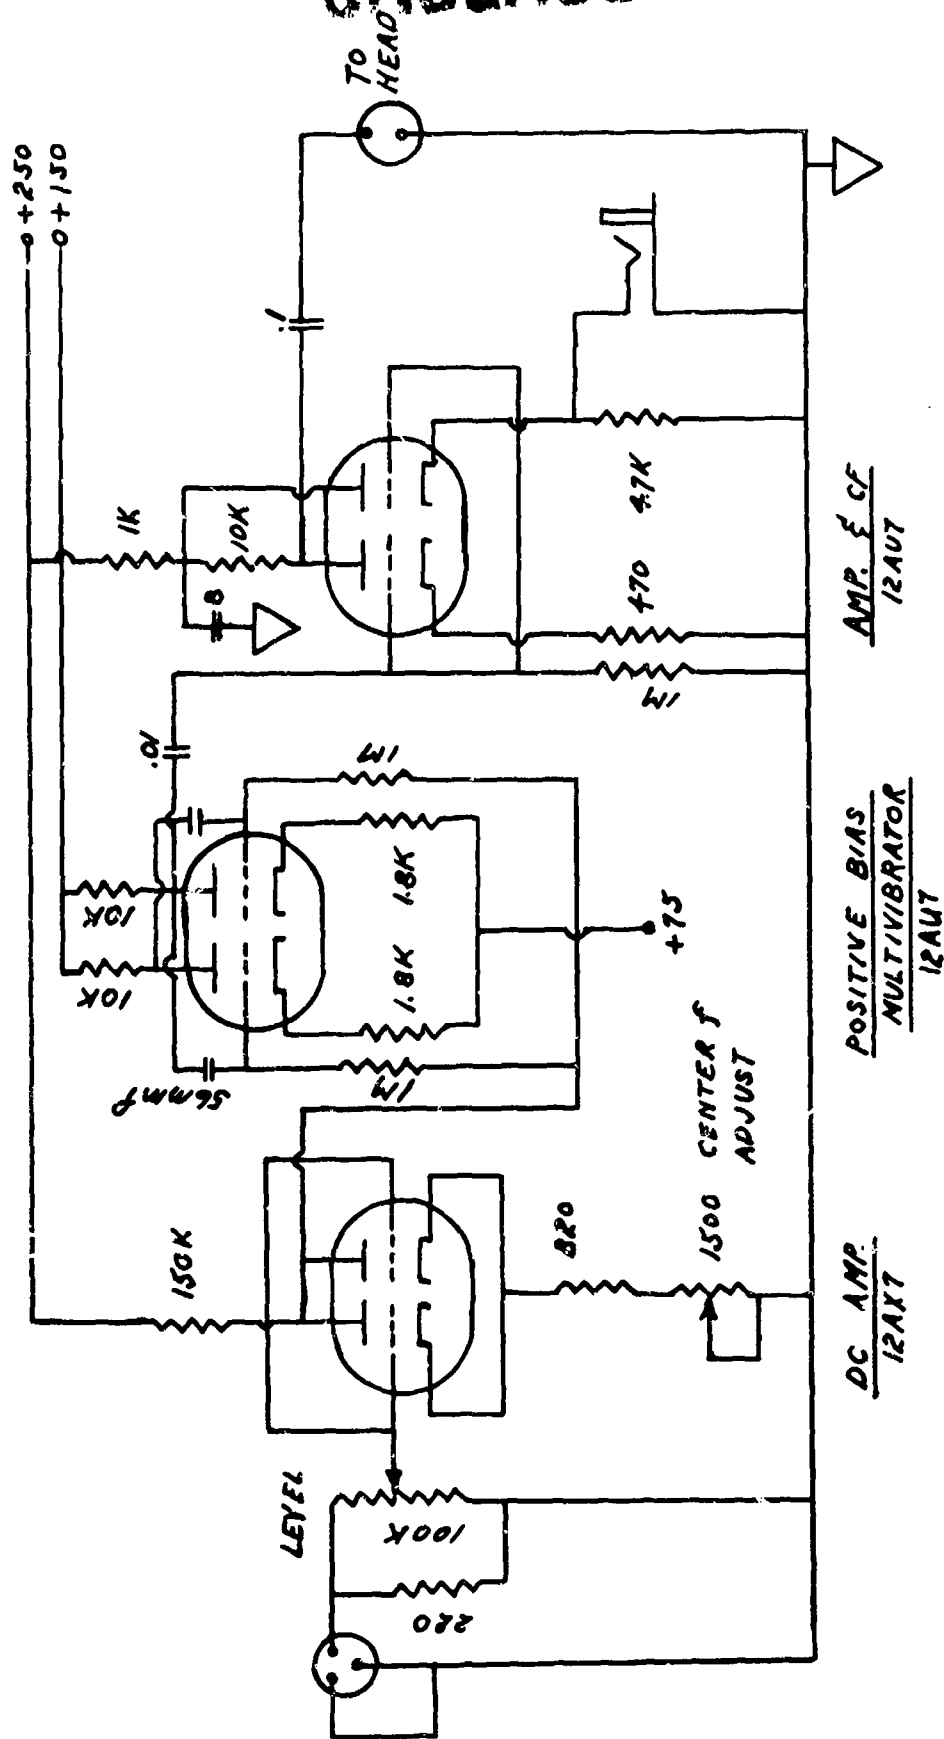 +250
+150
TO
HEAD
LEVEL
100K
220
150K
820
1500 CENTER f
ADJUST
56mmf
10K
10K
1M
1.8K
1.8K
1M
+75
.01
1K
10K
8
.1
1M
470
4.7K
DC AMP.
12AX7
POSITIVE BIAS
MULTIVIBRATOR
12AU7
AMP. & CF
12AU7